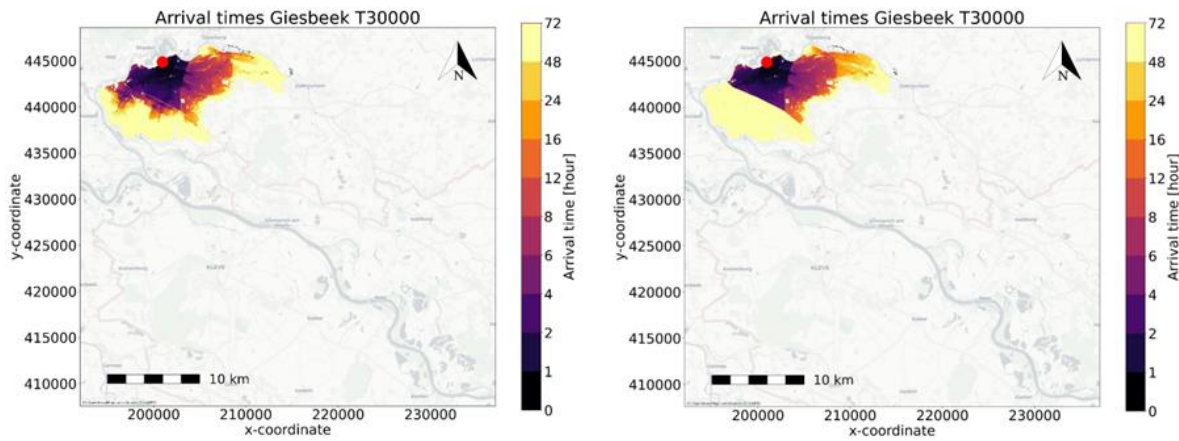 Arrival times Giesbeek T30000
445000
440000
435000
430000
425000
420000
415000
410000
y-coordinate
200000 210000 220000 230000
x-coordinate
N
10 km
KLEVE
72
48
24
16
12
8
6
4
2
1
0
Arrival time [hour]
Arrival times Giesbeek T30000
445000
440000
435000
430000
425000
420000
415000
410000
y-coordinate
200000 210000 220000 230000
x-coordinate
N
10 km
KLEVE
72
48
24
16
12
8
6
4
2
1
0
Arrival time [hour]